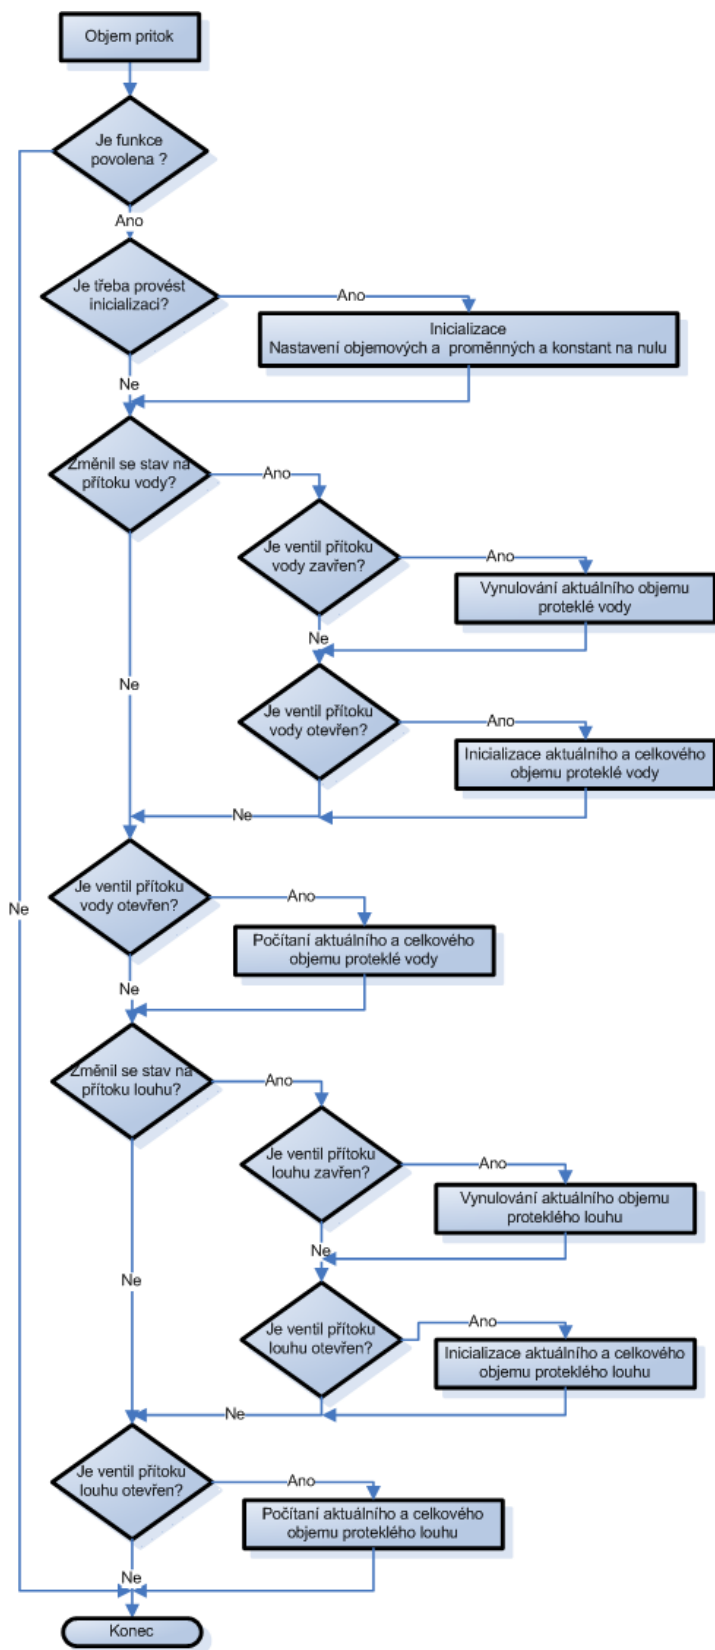 Objem pritok
Je funkce
povolena ?
Ano
Je třeba provést
inicializaci?
Ano
Inicializace
Nastavení objemových a proměnných a konstant na nulu
Ne
Změnil se stav na
přítoku vody?
Ano
Je ventil přítoku
vody zavřen?
Ano
Vynulování aktuálního objemu
proteklé vody
Ne
Ne
Je ventil přítoku
vody otevřen?
Ano
Inicializace aktuálního a celkového
objemu proteklé vody
Ne
Je ventil přítoku
vody otevřen?
Ano
Ne
Počítaní aktuálního a celkového
objemu proteklé vody
Ne
Změnil se stav na
přítoku louhu?
Ano
Je ventil přítoku
louhu zavřen?
Ano
Vynulování aktuálního objemu
proteklého louhu
Ne
Ne
Je ventil přítoku
louhu otevřen?
Ano
Inicializace aktuálního a celkového
objemu proteklého louhu
Ne
Je ventil přítoku
louhu otevřen?
Ano
Počítaní aktuálního a celkového
objemu proteklého louhu
Ne
Konec